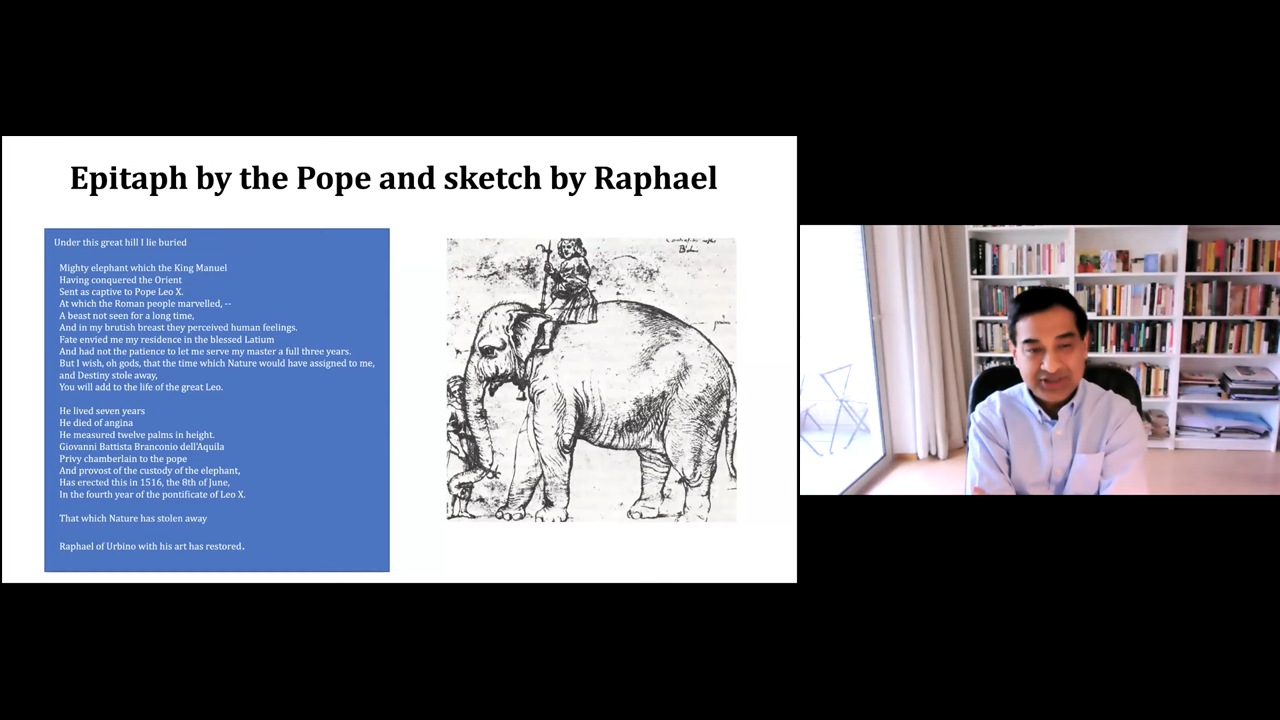 Epitaph by the Pope and sketch by Raphael
Under this great hill I lie buried
Mighty elephant which the King Manuel
Having conquered the Orient
Sent as captive to Pope Leo X.
At which the Roman people marvelled, --
A beast not seen for a long time,
And in my brutish breast they perceived human feelings.
Fate envied me my residence in the blessed Latium
And had not the patience to let me serve my master a full three years.
But I wish, oh gods, that the time which Nature would have assigned to me,
and Destiny stole away,
You will add to the life of the great Leo.
He lived seven years
He died of angina
He measured twelve palms in height.
Giovanni Battista Branconio dell'Aquila
Privy chamberlain to the pope
And provost of the custody of the elephant,
Has erected this in 1516, the 8th of June,
In the fourth year of the pontificate of Leo X.
That which Nature has stolen away
Raphael of Urbino with his art has restored.